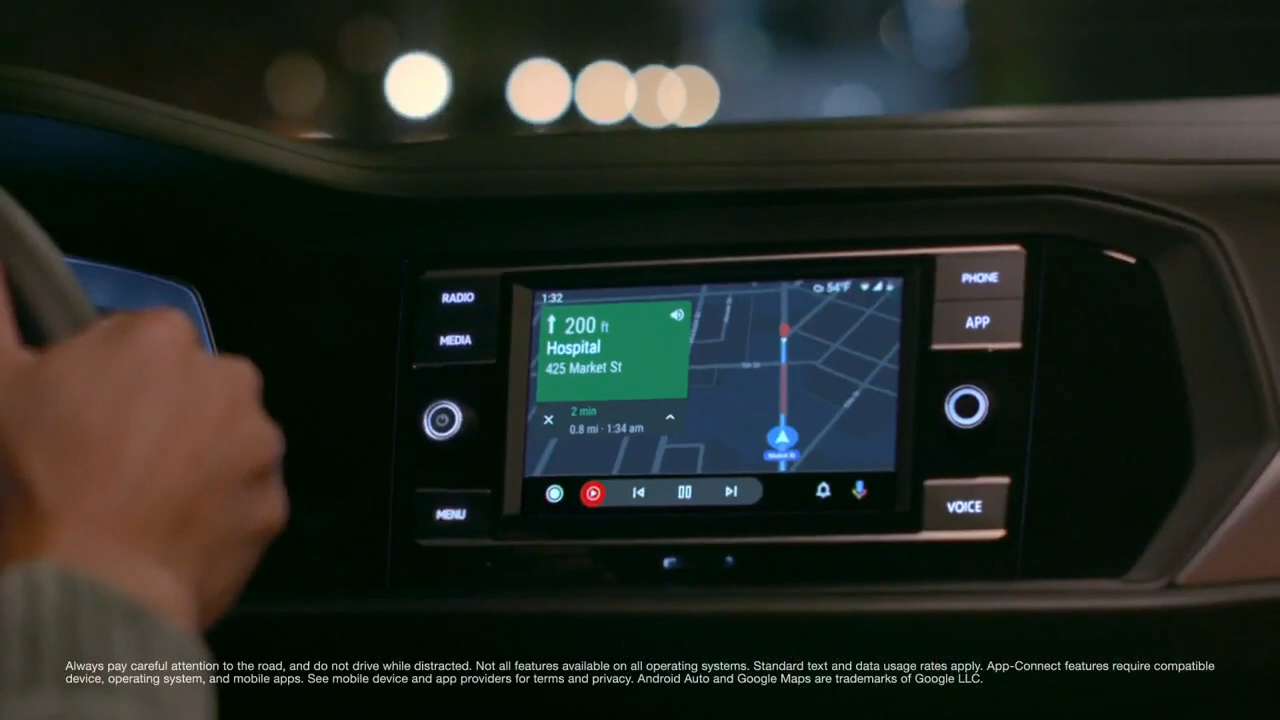 RADIO
MEDIA
MENU
1:32
54°F
200 ft
Hospital
425 Market St
2 min
0.8 mi · 1:34 am
Market St
PHONE
APP
VOICE
Always pay careful attention to the road, and do not drive while distracted. Not all features available on all operating systems. Standard text and data usage rates apply. App-Connect features require compatible
device, operating system, and mobile apps. See mobile device and app providers for terms and privacy. Android Auto and Google Maps are trademarks of Google LLC.